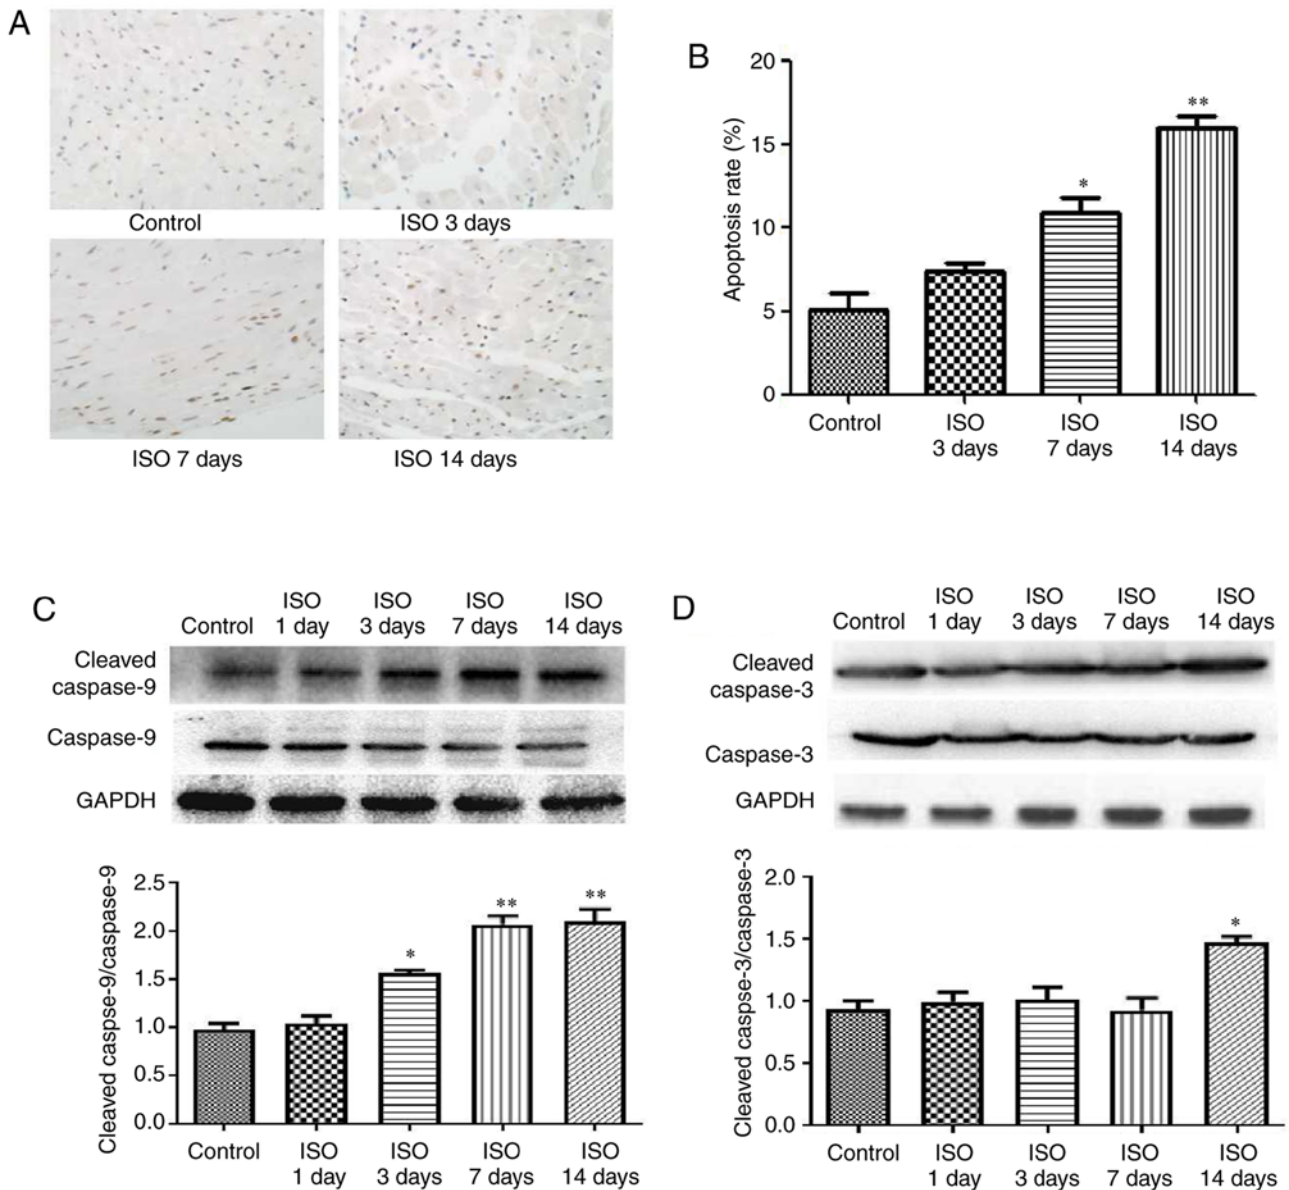 A
Control
ISO 3 days
ISO 7 days
ISO 14 days
B
Apoptosis rate (%)
20
15
10
5
0
*
**
Control
ISO
3 days
ISO
7 days
ISO
14 days
C
Control
ISO
1 day
ISO
3 days
ISO
7 days
ISO
14 days
Cleaved
caspase-9
Caspase-9
GAPDH
Cleaved caspse-9/caspase-9
2.5
2.0
1.5
1.0
0.5
0.0
*
**
**
Control
ISO
1 day
ISO
3 days
ISO
7 days
ISO
14 days
D
Control
ISO
1 day
ISO
3 days
ISO
7 days
ISO
14 days
Cleaved
caspase-3
Caspase-3
GAPDH
Cleaved caspse-3/caspase-3
2.0
1.5
1.0
0.5
0.0
*
Control
ISO
1 day
ISO
3 days
ISO
7 days
ISO
14 days